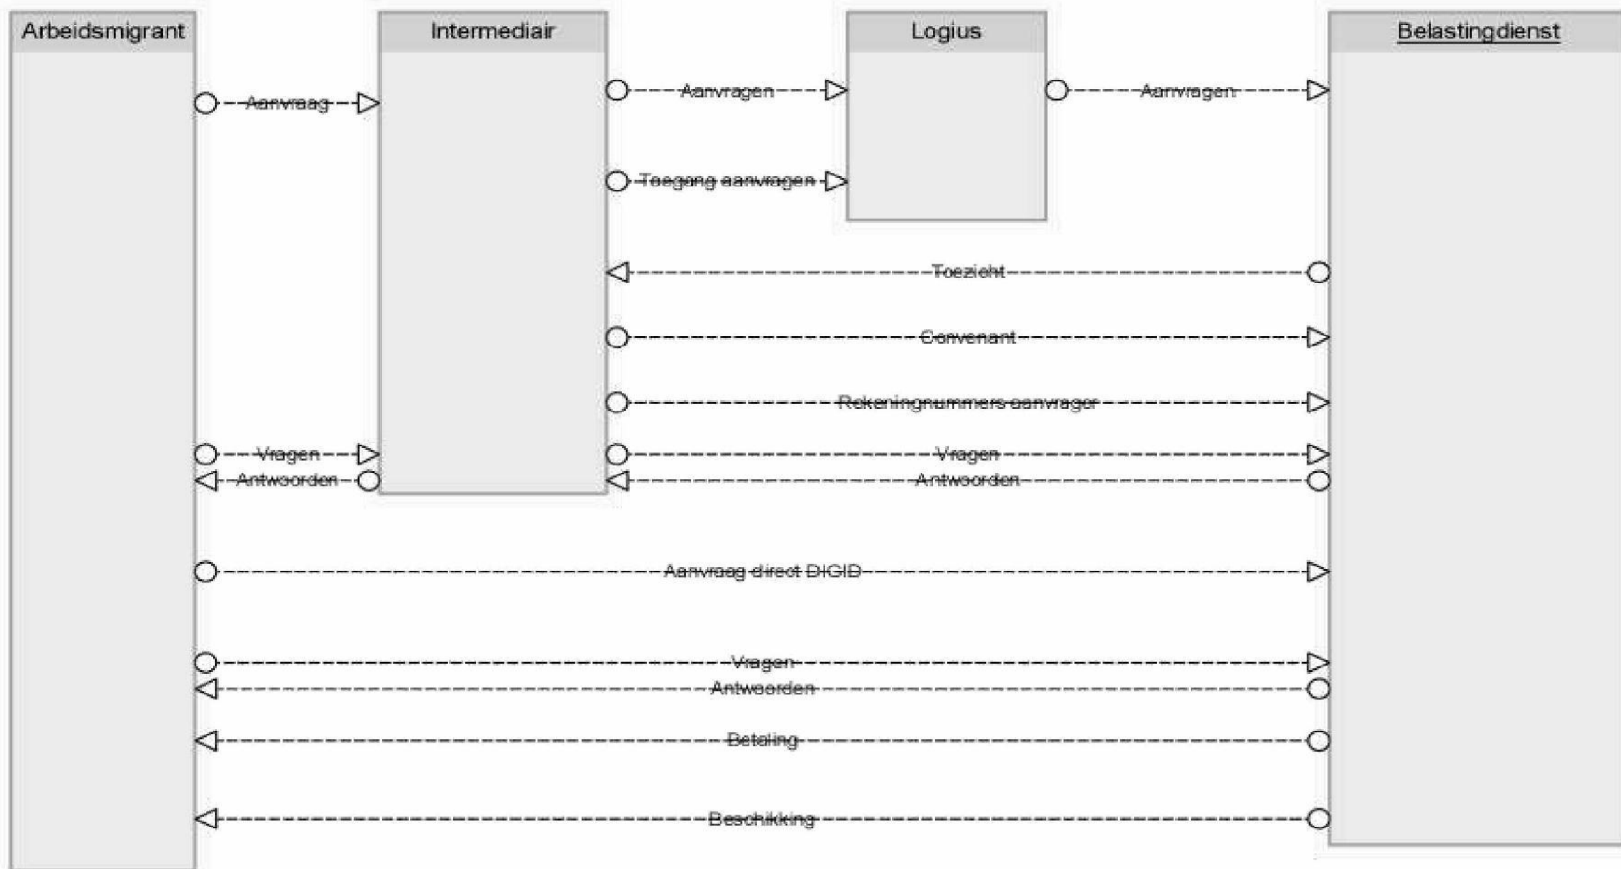 Arbeidsmigrant
Intermediair
Logius
Belastingdienst
Aanvraag
Aanvragen
Aanvragen
Toegang aanvragen
Toezicht
Convenant
Rekeningnummers aanvrager
Vragen
Vragen
Antwoorden
Antwoorden
Aanvraag direct DIGID
Vragen
Antwoorden
Betaling
Beschikking